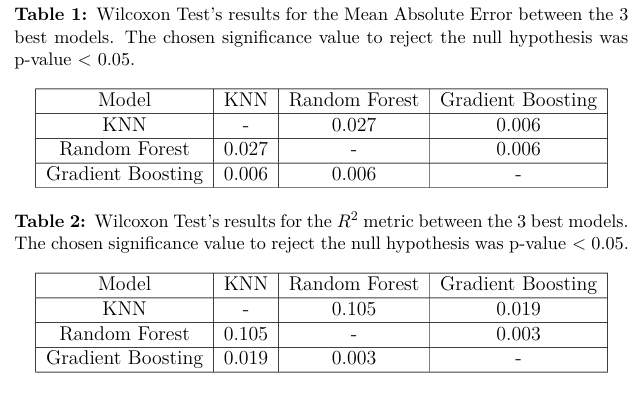 Table 1: Wilcoxon Test's results for the Mean Absolute Error between the 3
best models. The chosen significance value to reject the null hypothesis was
p-value < 0.05.
Model KNN Random Forest Gradient Boosting
KNN - 0.027 0.006
Random Forest 0.027 - 0.006
Gradient Boosting 0.006 0.006 -
Table 2: Wilcoxon Test's results for the R² metric between the 3 best models.
The chosen significance value to reject the null hypothesis was p-value < 0.05.
Model KNN Random Forest Gradient Boosting
KNN - 0.105 0.019
Random Forest 0.105 - 0.003
Gradient Boosting 0.019 0.003 -